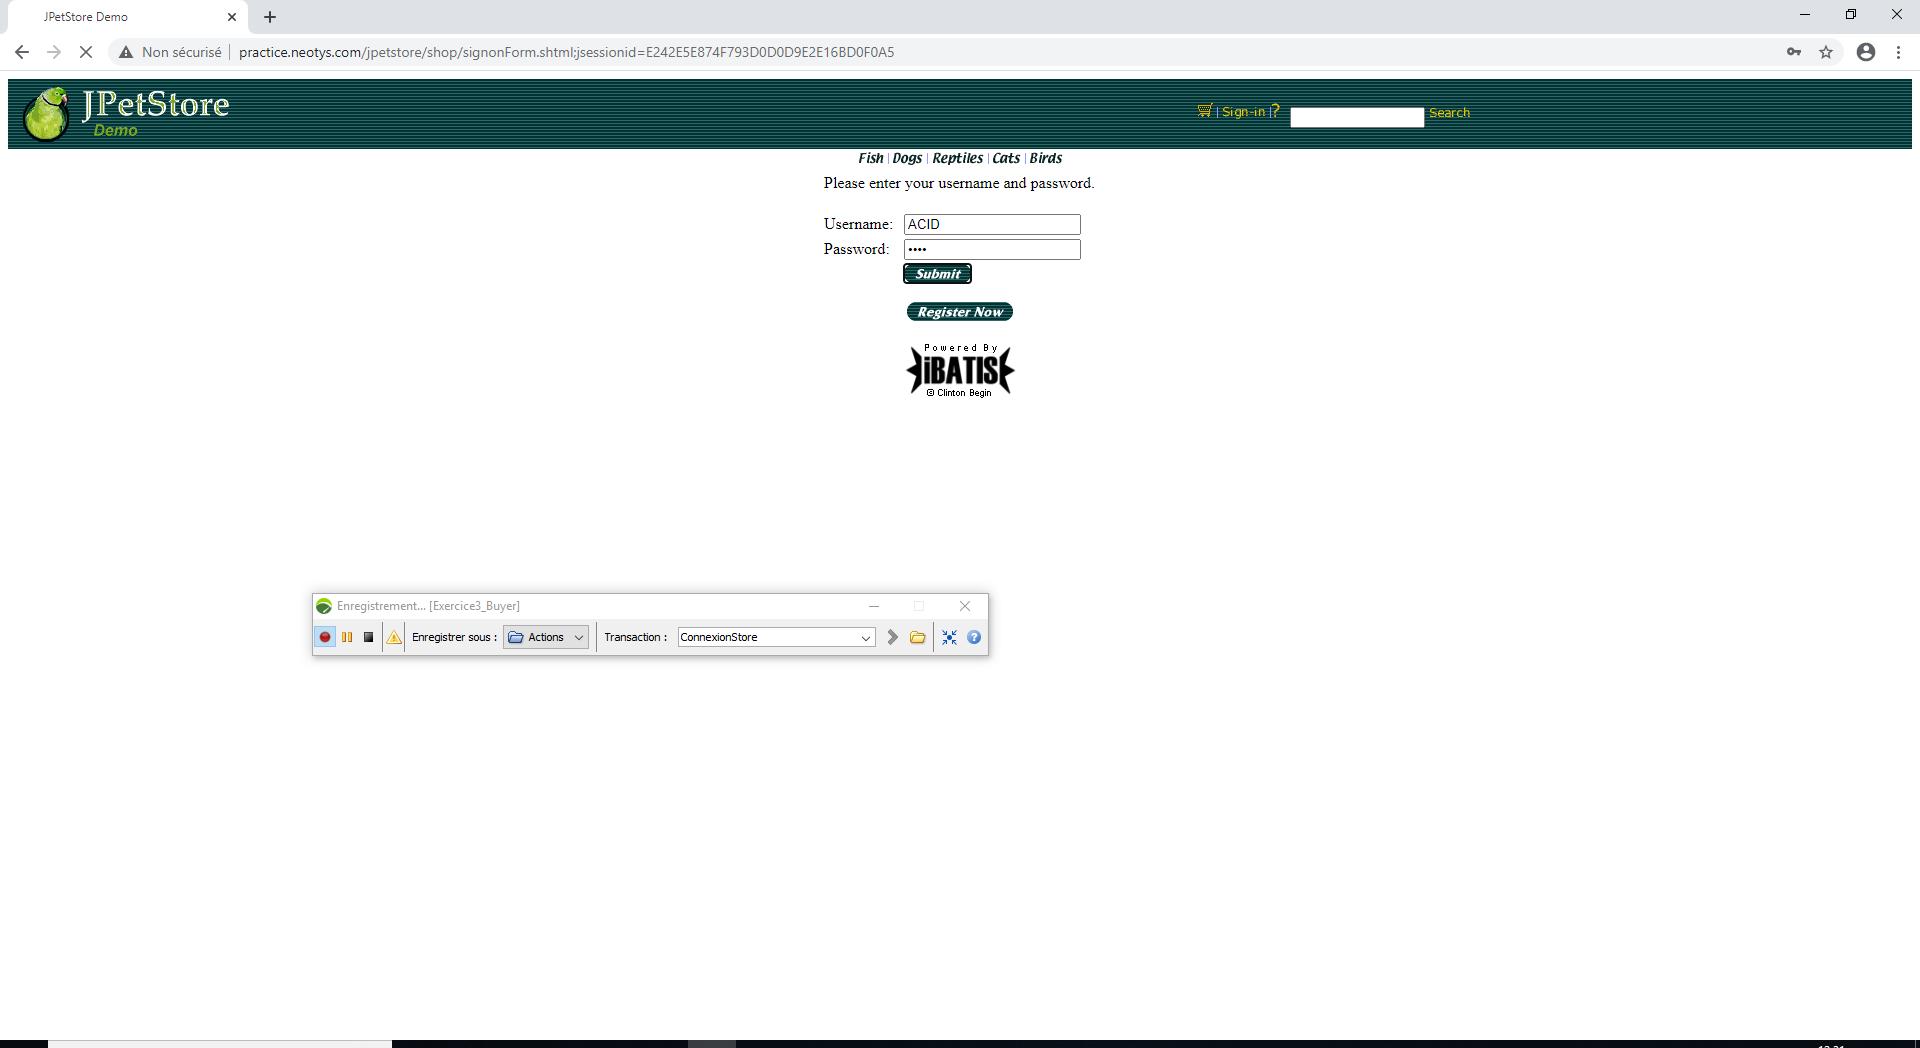 JPetStore Demo
Non sécurisé
practice.neotys.com/jpetstore/shop/signonForm.shtml;jsessionid=E242E5E874F793D0D0D9E2E16BD0F0A5
JPetStore
Demo
| Sign-in | ? Search
Fish | Dogs | Reptiles | Cats | Birds
Please enter your username and password.
Username: ACID
Password: ••••
Submit
Register Now
Powered By
iBATIS
© Clinton Begin
Enregistrement... [Exercice3_Buyer]
Enregistrer sous : Actions Transaction : ConnexionStore